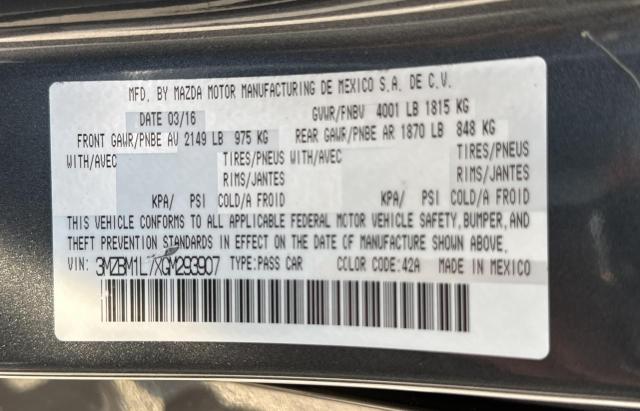 MFD. BY MAZDA MOTOR MANUFACTURING DE MEXICO S.A. DE C.V.
DATE 03/16 GVWR/PNBV 4001 LB 1815 KG
FRONT GAWR/PNBE AV 2149 LB 975 KG REAR GAWR/PNBE AR 1870 LB 848 KG
WITH/AVEC TIRES/PNEUS WITH/AVEC TIRES/PNEUS
RIMS/JANTES RIMS/JANTES
KPA/ PSI COLD/A FROID KPA/ PSI COLD/A FROID
THIS VEHICLE CONFORMS TO ALL APPLICABLE FEDERAL MOTOR VEHICLE SAFETY, BUMPER, AND
THEFT PREVENTION STANDARDS IN EFFECT ON THE DATE OF MANUFACTURE SHOWN ABOVE.
VIN: 3MZBM1L7XGM293907 TYPE:PASS CAR COLOR CODE:42A MADE IN MEXICO